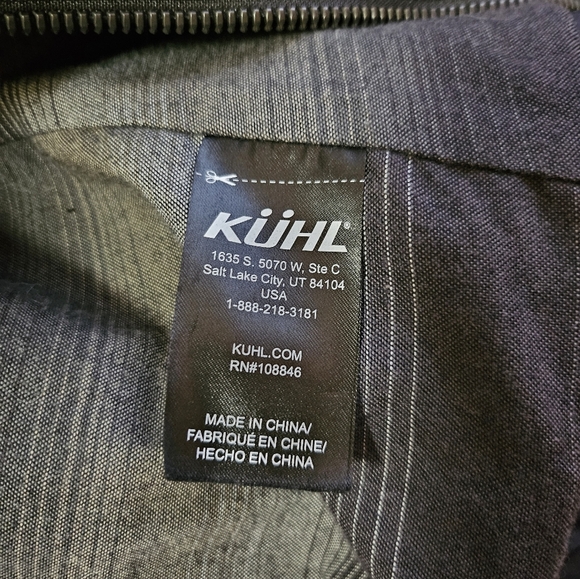 KÜHL®
1635 S. 5070 W, Ste C
Salt Lake City, UT 84104
USA
1-888-218-3181
KUHL.COM
RN#108846
MADE IN CHINA/
FABRIQUÉ EN CHINE/
HECHO EN CHINA